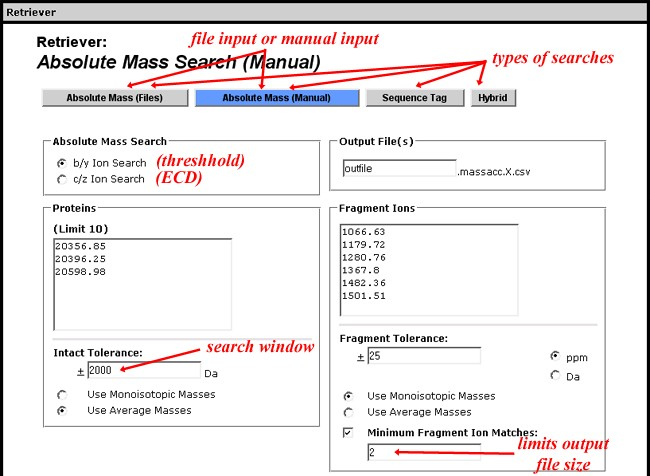 Retriever
Retriever:
file input or manual input
Absolute Mass Search (Manual)
types of searches
Absolute Mass (Files) Absolute Mass (Manual) Sequence Tag Hybrid
Absolute Mass Search
b/y Ion Search (threshhold)
c/z Ion Search (ECD)
Output File(s)
outfile .massacc.X.csv
Proteins
(Limit 10)
20356.85
20396.25
20598.98
Intact Tolerance:
search window
± 2000 Da
Use Monoisotopic Masses
Use Average Masses
Fragment Ions
1066.63
1179.72
1280.76
1367.8
1482.36
1501.51
Fragment Tolerance:
± 25 ppm
Da
Use Monoisotopic Masses
Use Average Masses
Minimum Fragment Ion Matches:
2
limits output
file size